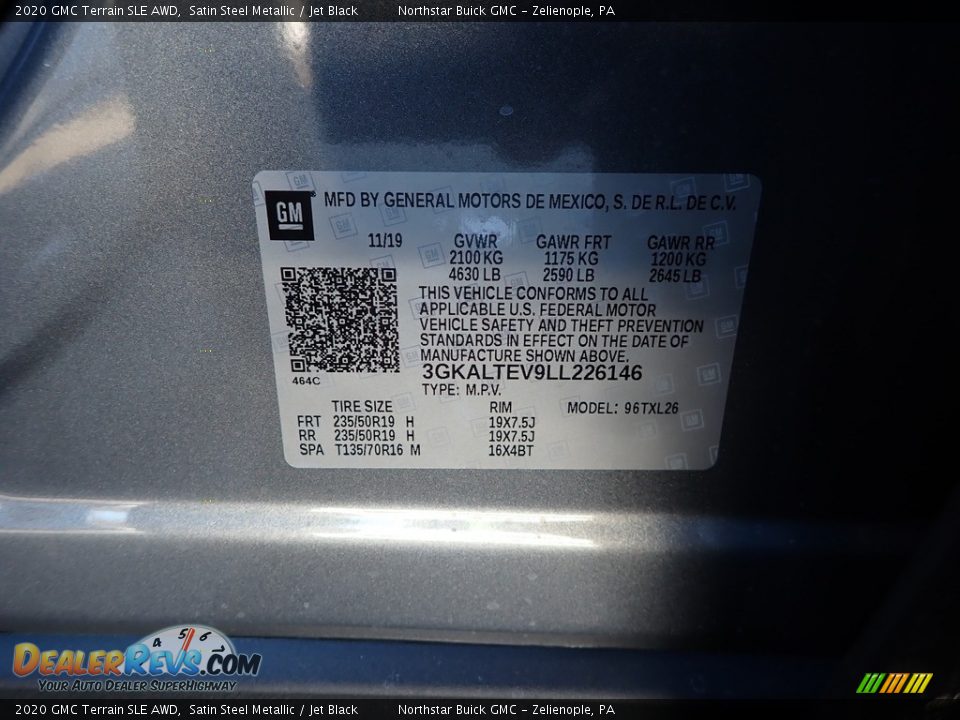 2020 GMC Terrain SLE AWD, Satin Steel Metallic / Jet Black Northstar Buick GMC - Zelienople, PA
GM MFD BY GENERAL MOTORS DE MEXICO, S. DE R.L. DE C.V.
11/19 GVWR GAWR FRT GAWR RR
2100 KG 1175 KG 1200 KG
4630 LB 2590 LB 2645 LB
THIS VEHICLE CONFORMS TO ALL
APPLICABLE U.S. FEDERAL MOTOR
VEHICLE SAFETY AND THEFT PREVENTION
STANDARDS IN EFFECT ON THE DATE OF
MANUFACTURE SHOWN ABOVE.
3GKALTEV9LL226146
464C
TYPE: M.P.V.
TIRE SIZE RIM MODEL: 96TXL26
FRT 235/50R19 H 19X7.5J
RR 235/50R19 H 19X7.5J
SPA T135/70R16 M 16X4BT
4 5 6
DEALERREVS.COM
YOUR AUTO DEALER SUPERHIGHWAY
2020 GMC Terrain SLE AWD, Satin Steel Metallic / Jet Black Northstar Buick GMC - Zelienople, PA